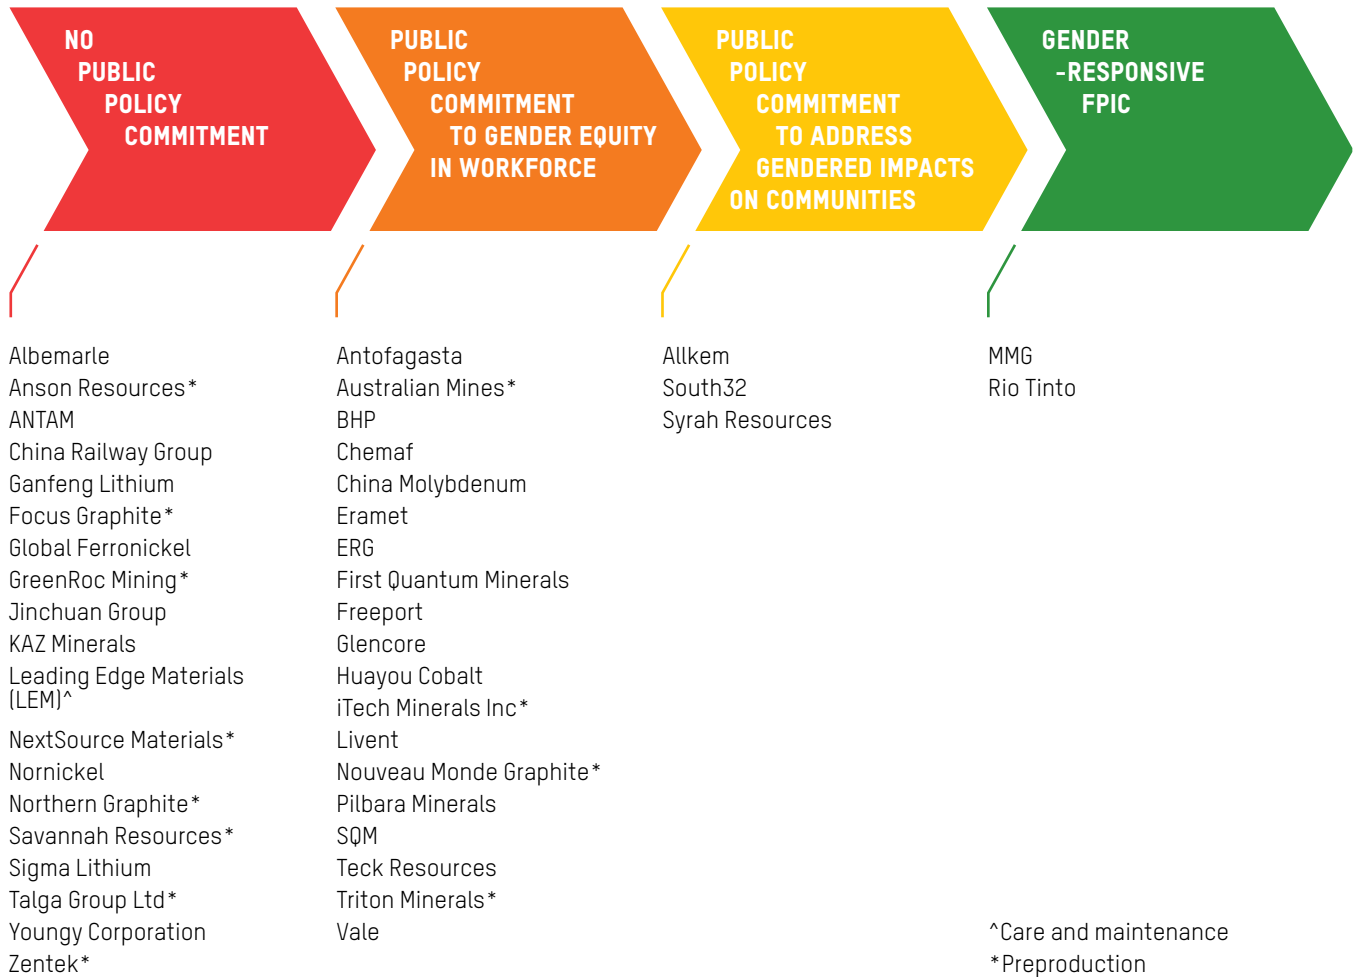 NO
PUBLIC
POLICY
COMMITMENT
PUBLIC
POLICY
COMMITMENT
TO GENDER EQUITY
IN WORKFORCE
PUBLIC
POLICY
COMMITMENT
TO ADDRESS
GENDERED IMPACTS
ON COMMUNITIES
GENDER
-RESPONSIVE
FPIC
Albemarle
Anson Resources*
ANTAM
China Railway Group
Ganfeng Lithium
Focus Graphite*
Global Ferronickel
GreenRoc Mining*
Jinchuan Group
KAZ Minerals
Leading Edge Materials
(LEM)^
NextSource Materials*
Nornickel
Northern Graphite*
Savannah Resources*
Sigma Lithium
Talga Group Ltd*
Youngy Corporation
Zentek*
Antofagasta
Australian Mines*
BHP
Chemaf
China Molybdenum
Eramet
ERG
First Quantum Minerals
Freeport
Glencore
Huayou Cobalt
iTech Minerals Inc*
Livent
Nouveau Monde Graphite*
Pilbara Minerals
SQM
Teck Resources
Triton Minerals*
Vale
Allkem
South32
Syrah Resources
MMG
Rio Tinto
^Care and maintenance
*Preproduction